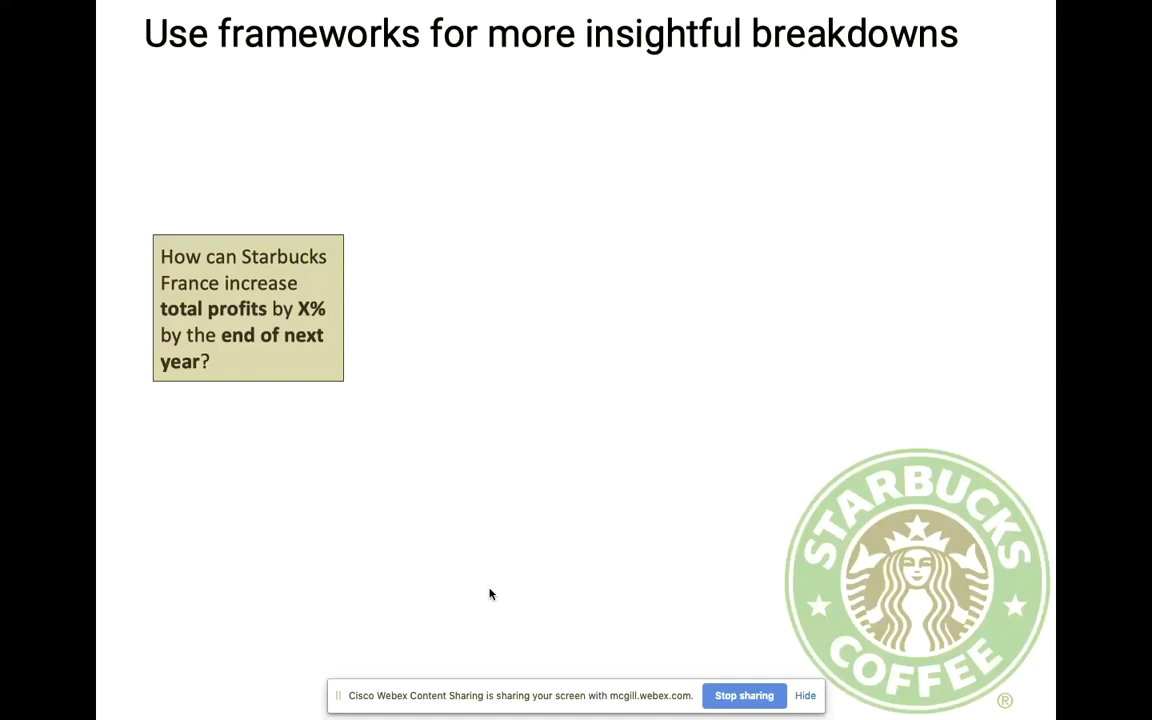 Use frameworks for more insightful breakdowns
How can Starbucks
France increase
total profits by X%
by the end of next
year?
STARBUCKS
COFFEE
®
Cisco Webex Content Sharing is sharing your screen with mcgill.webex.com.
Stop sharing
Hide